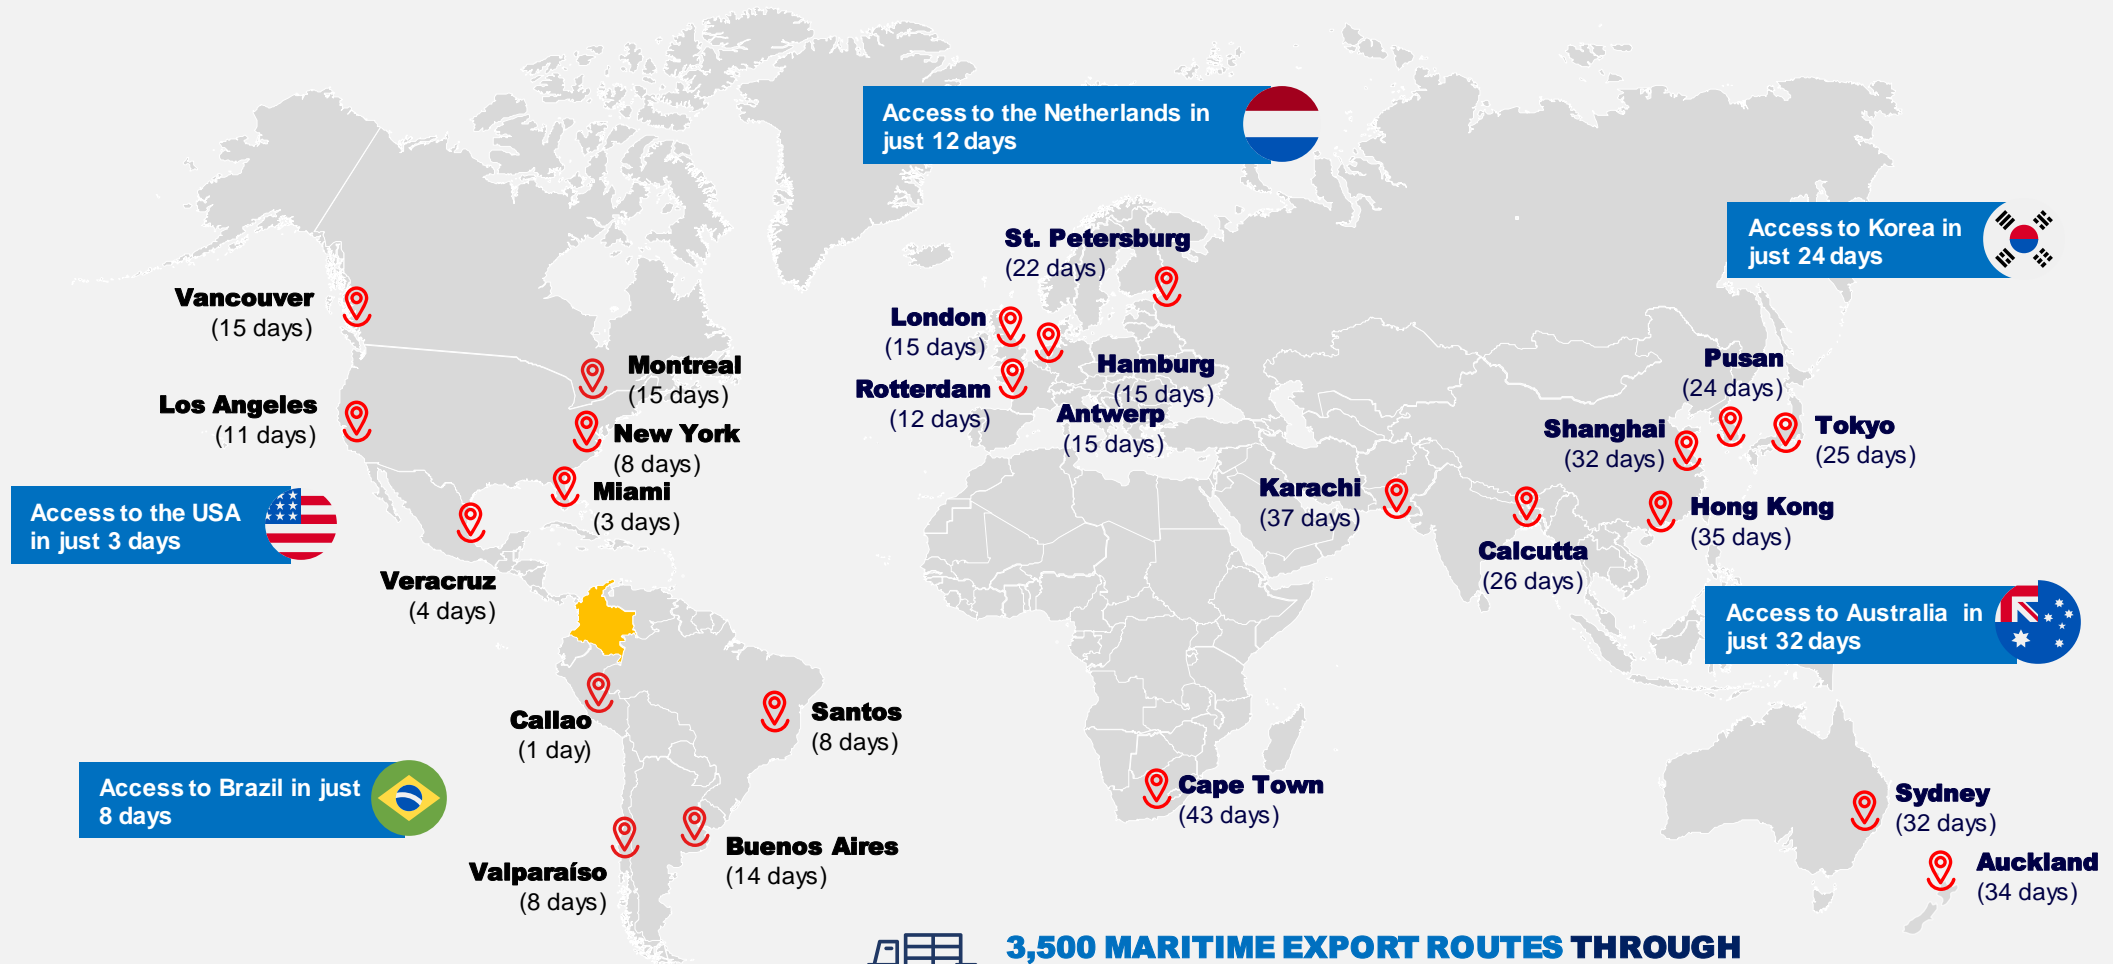 Access to the Netherlands in
just 12 days
Access to Korea in
just 24 days
St. Petersburg
(22 days)
Vancouver
(15 days)
London
(15 days)
Montreal
(15 days)
Hamburg
(15 days)
Pusan
(24 days)
Rotterdam
(12 days)
Los Angeles
(11 days)
Antwerp
(15 days)
New York
(8 days)
Shanghai
(32 days)
Tokyo
(25 days)
Miami
(3 days)
Karachi
(37 days)
Hong Kong
(35 days)
Access to the USA
in just 3 days
Calcutta
(26 days)
Veracruz
(4 days)
Access to Australia in
just 32 days
Callao
(1 day)
Santos
(8 days)
Access to Brazil in just
8 days
Cape Town
(43 days)
Sydney
(32 days)
Buenos Aires
(14 days)
Valparaíso
(8 days)
Auckland
(34 days)
3,500 MARITIME EXPORT ROUTES THROUGH